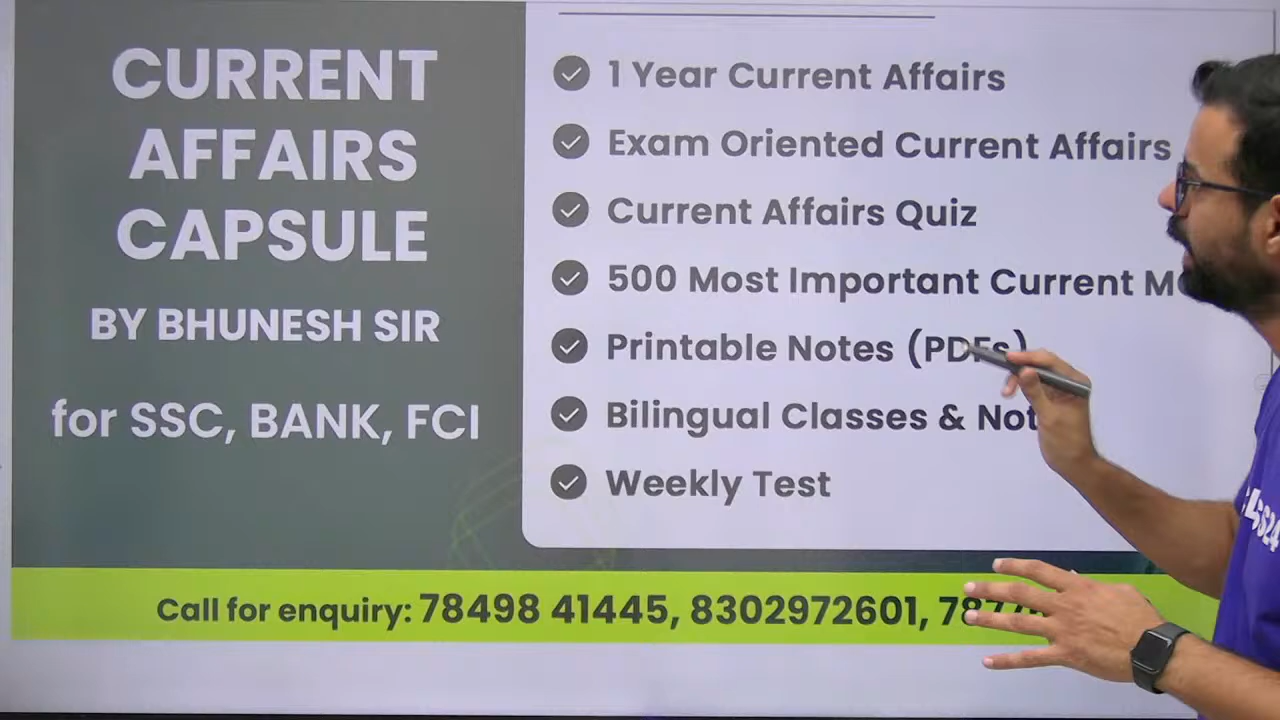 CURRENT
AFFAIRS
CAPSULE
BY BHUNESH SIR
for SSC, BANK, FCI
1 Year Current Affairs
Exam Oriented Current Affairs
Current Affairs Quiz
500 Most Important Current
Printable Notes (PDFs)
Bilingual Classes &
Weekly Test
Call for enquiry: 78498 41445, 8302972601,